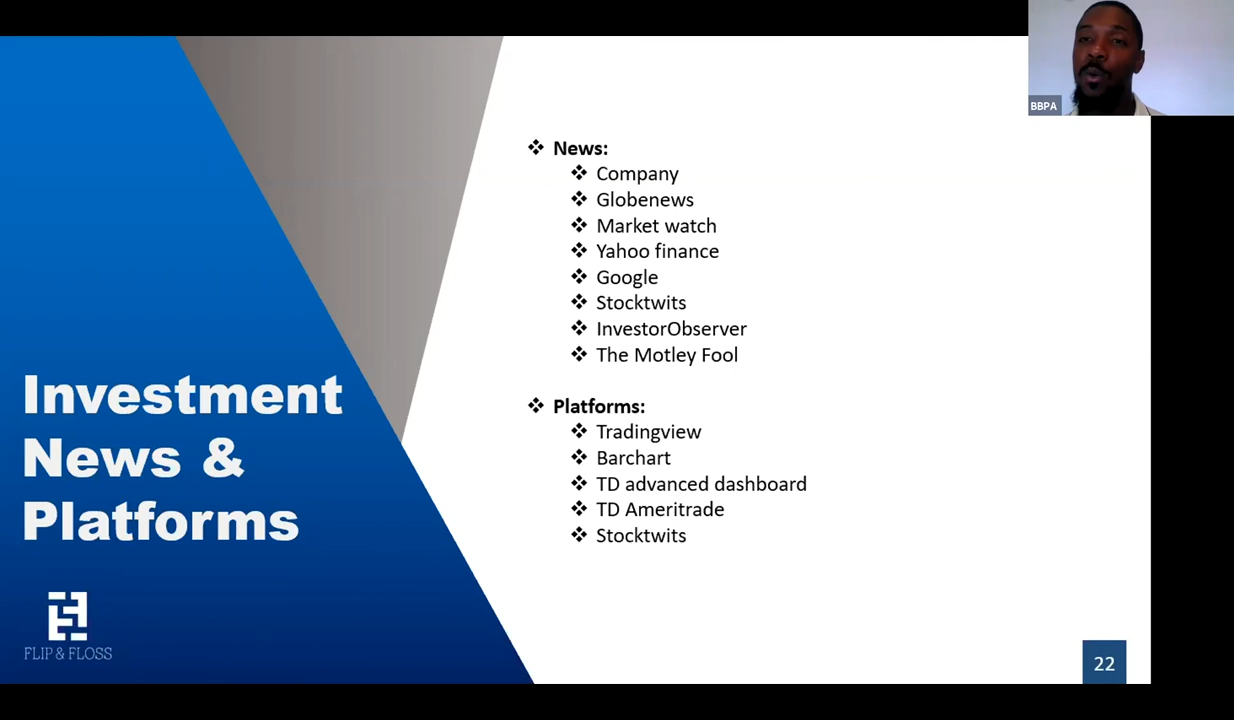 BBPA
News:
Company
Globenews
Market watch
Yahoo finance
Google
Stocktwits
InvestorObserver
The Motley Fool
Platforms:
Tradingview
Barchart
TD advanced dashboard
TD Ameritrade
Stocktwits
Investment
News &
Platforms
FLIP & FLOSS
22